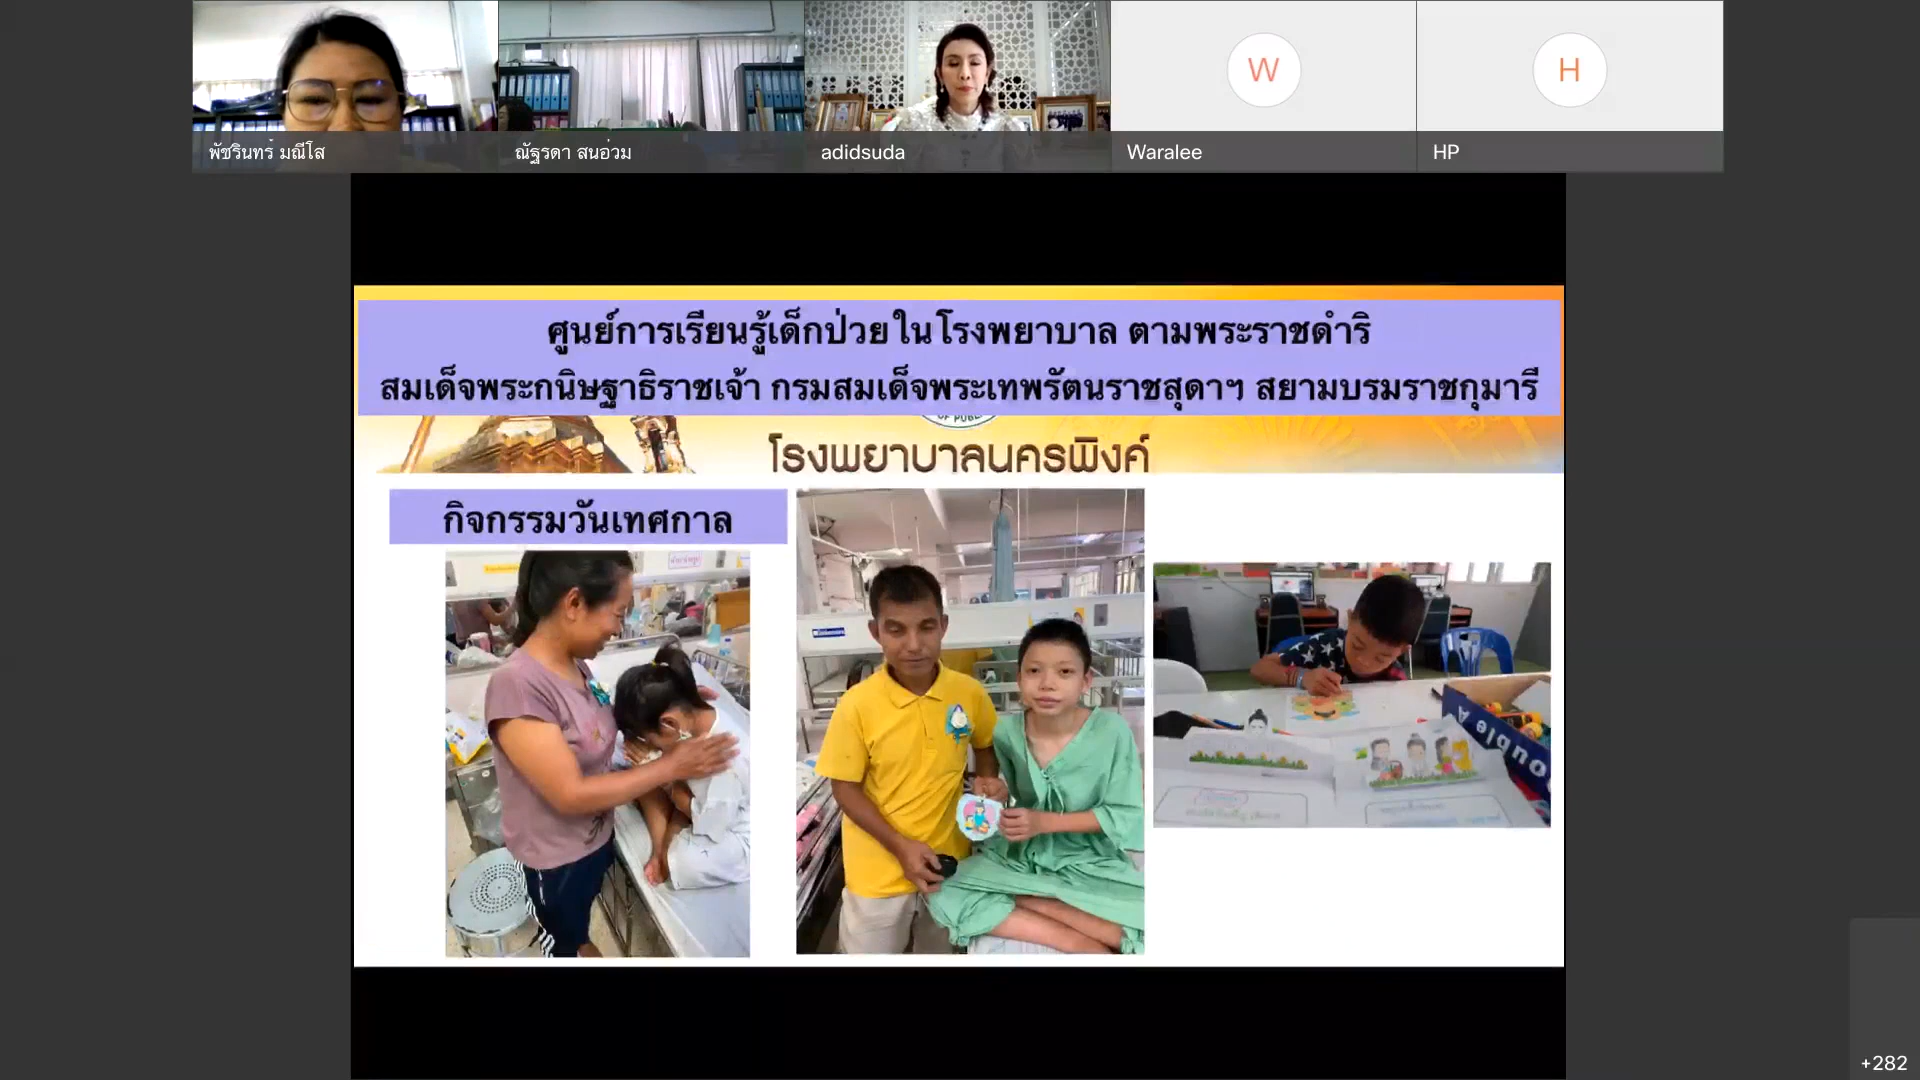 พัชรินทร์ มณีโส
ณัฐรดา สนอ่วม
adidsuda
W
Waralee
H
HP
ศูนย์การเรียนรู้เด็กป่วยในโรงพยาบาล ตามพระราชดำริ
สมเด็จพระกนิษฐาธิราชเจ้า กรมสมเด็จพระเทพรัตนราชสุดาฯ สยามบรมราชกุมารี
โรงพยาบาลนครพิงค์
กิจกรรมวันเทศกาล
+282